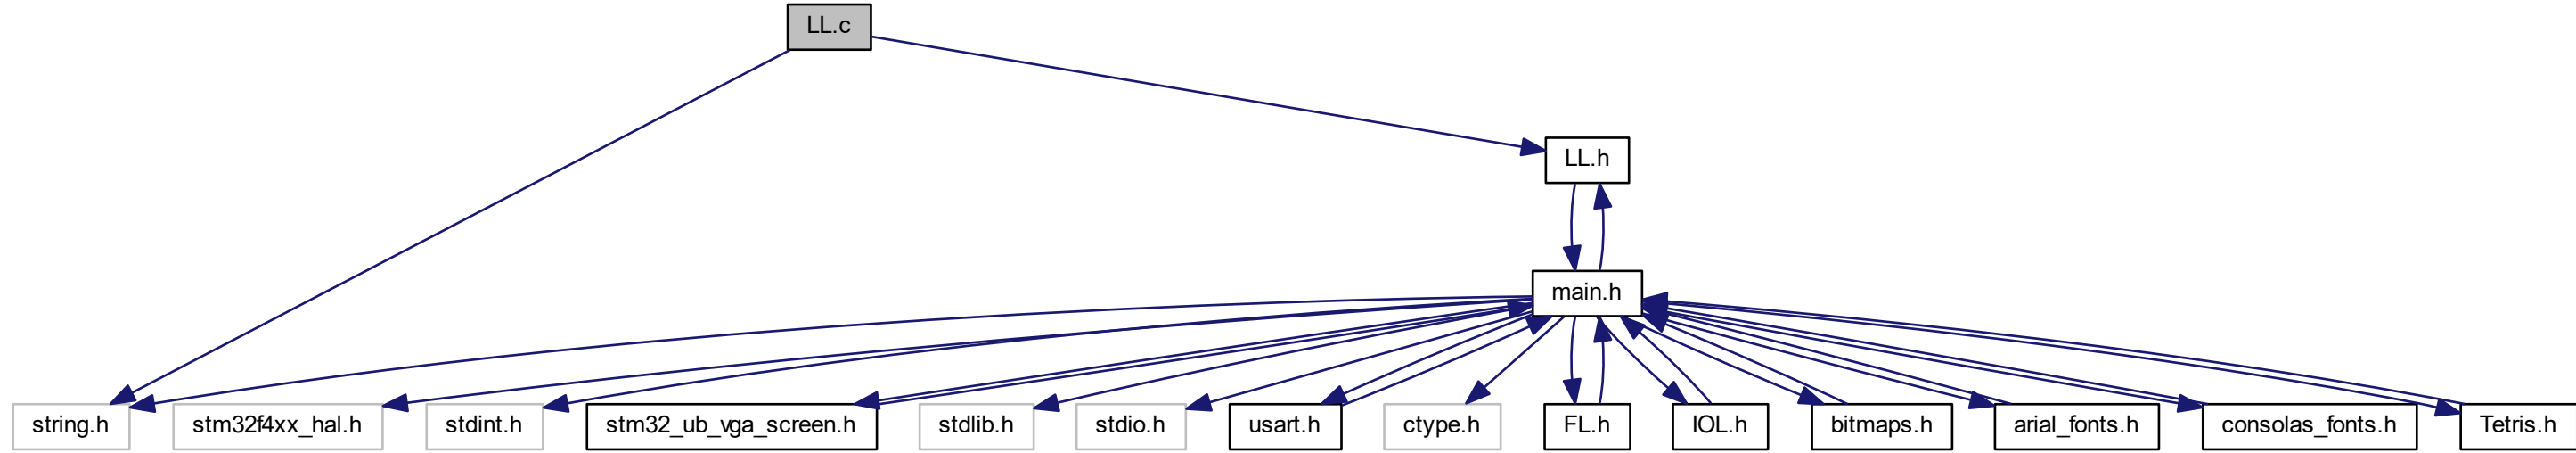 LL.c
LL.h
main.h
string.h
stm32f4xx_hal.h
stdint.h
stm32_ub_vga_screen.h
stdlib.h
stdio.h
usart.h
ctype.h
FL.h
IOL.h
bitmaps.h
arial_fonts.h
consolas_fonts.h
Tetris.h